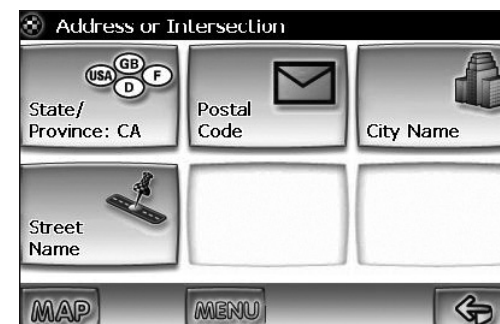 Address or Intersection
USA GB F D
State/
Province: CA
Postal
Code
City Name
Street
Name
MAP MENU